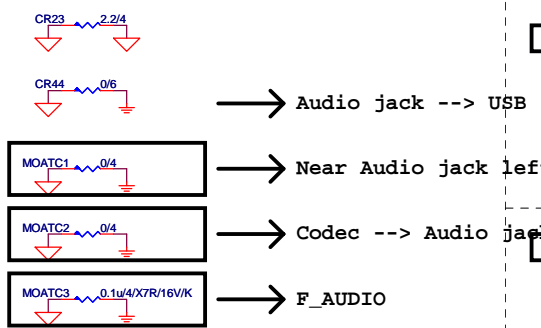 CR23 2.2/4
CR44 0/6
Audio jack --> USB
MOATC1 0/4
Near Audio jack left
MOATC2 0/4
Codec --> Audio jack
MOATC3 0.1u/4/X7R/16V/K
F_AUDIO